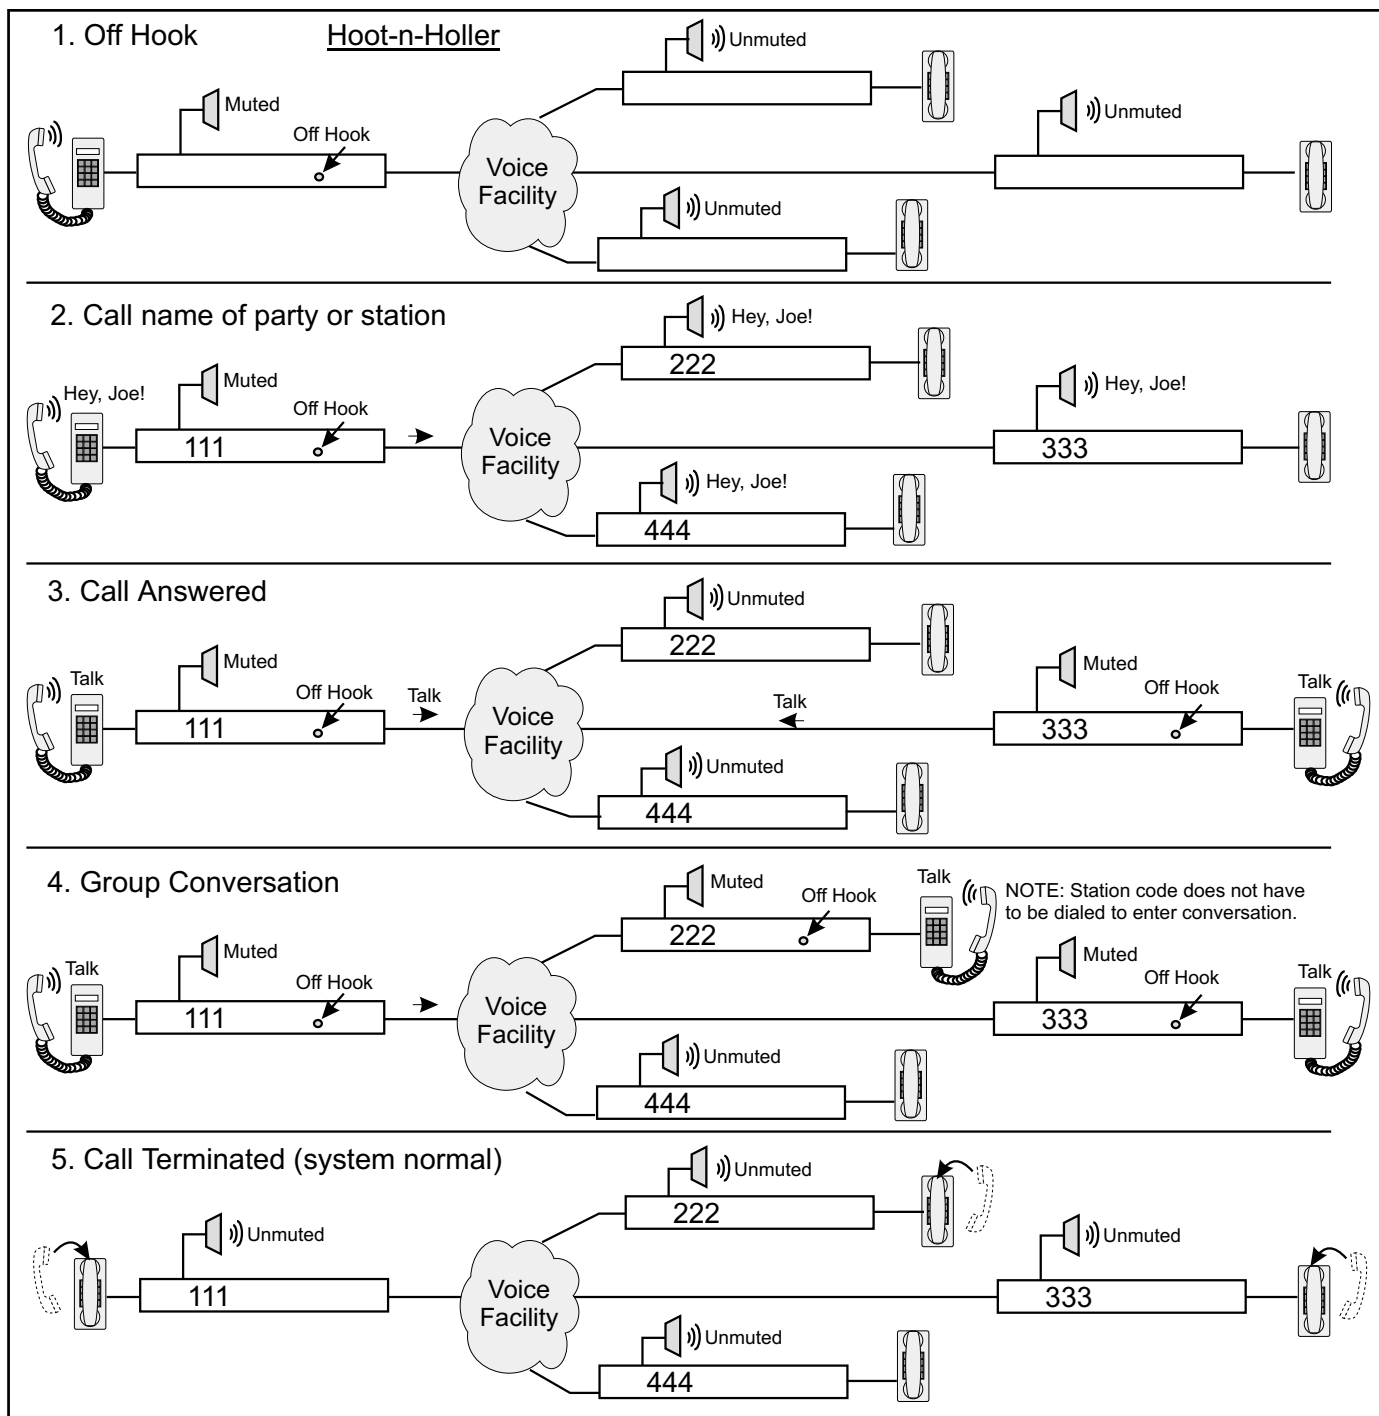 1. Off Hook
Hoot-n-Holler
Unmuted
Muted
Off Hook
Unmuted
Voice
Facility
Unmuted
2. Call name of party or station
Hey, Joe!
222
Hey, Joe!
Muted
Off Hook
111
Hey, Joe!
333
Voice
Facility
Hey, Joe!
444
3. Call Answered
Unmuted
222
Talk
Muted
Off Hook
111
Talk
Voice
Facility
Talk
Muted
Off Hook
333
Talk
Unmuted
444
4. Group Conversation
Muted
Off Hook
222
Talk
NOTE: Station code does not have
to be dialed to enter conversation.
Talk
Muted
Off Hook
111
Voice
Facility
Muted
Off Hook
333
Talk
Unmuted
444
5. Call Terminated (system normal)
Unmuted
222
Unmuted
111
Voice
Facility
Unmuted
333
Unmuted
444